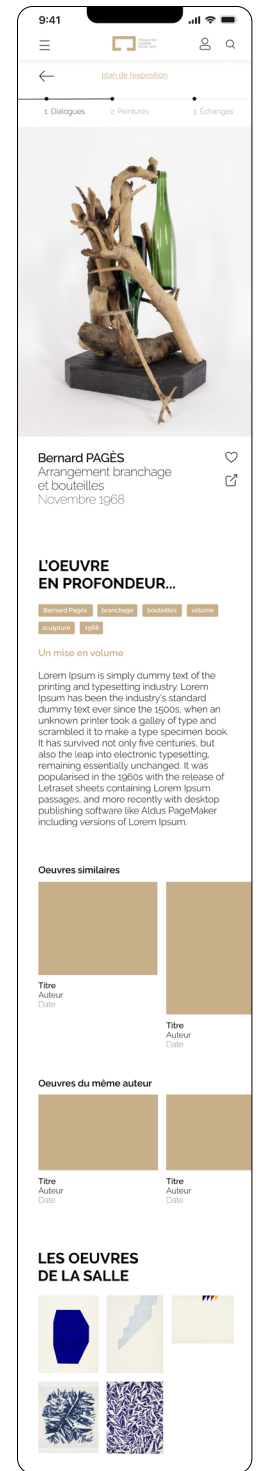 9:41
plan de l'exposition
1. Dialogues
2. Peintures
3. Echanges
Bernard PAGÈS
Arrangement branchage
et bouteilles
Novembre 1968
L'OEUVRE
EN PROFONDEUR...
Bernard Pagès
branchage
bouteilles
volume
sculpture
1968
Un mise en volume
Lorem Ipsum is simply dummy text of the
printing and typesetting industry. Lorem
Ipsum has been the industry's standard
dummy text ever since the 1500s, when an
unknown printer took a galley of type and
scrambled it to make a type specimen book.
It has survived not only five centuries, but
also the leap into electronic typesetting,
remaining essentially unchanged. It was
popularised in the 1960s with the release of
Letraset sheets containing Lorem Ipsum
passages, and more recently with desktop
publishing software like Aldus PageMaker
including versions of Lorem Ipsum.
Oeuvres similaires
Titre
Auteur
Date
Titre
Auteur
Date
Oeuvres du même auteur
Titre
Auteur
Date
Titre
Auteur
Date
LES OEUVRES
DE LA SALLE